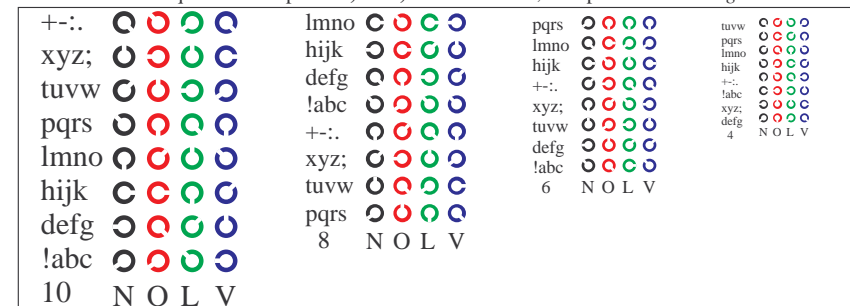 +-:.
xyz;
tuvw
pqrs
lmno
hijk
defg
!abc
10 N O L V
lmno
hijk
defg
!abc
+-:.
xyz;
tuvw
pqrs
8 N O L V
pqrs
lmno
hijk
+-:.
xyz;
tuvw
defg
!abc
6 N O L V
tuvw
pqrs
lmno
hijk
+-:.
!abc
xyz;
defg
4 N O L V